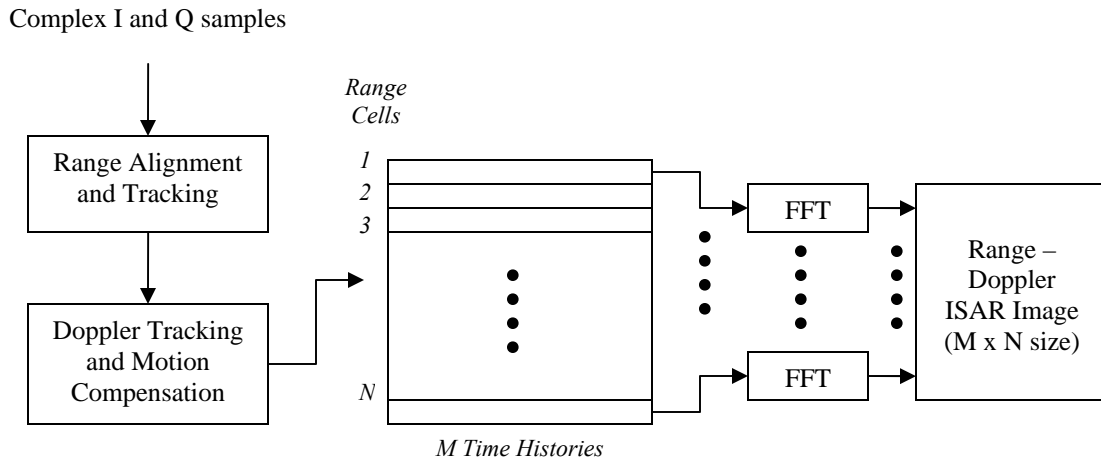 Complex I and Q samples
Range
Cells
Range Alignment
and Tracking
1
2
3
N
Doppler Tracking
and Motion
Compensation
M Time Histories
FFT
FFT
Range –
Doppler
ISAR Image
(M x N size)